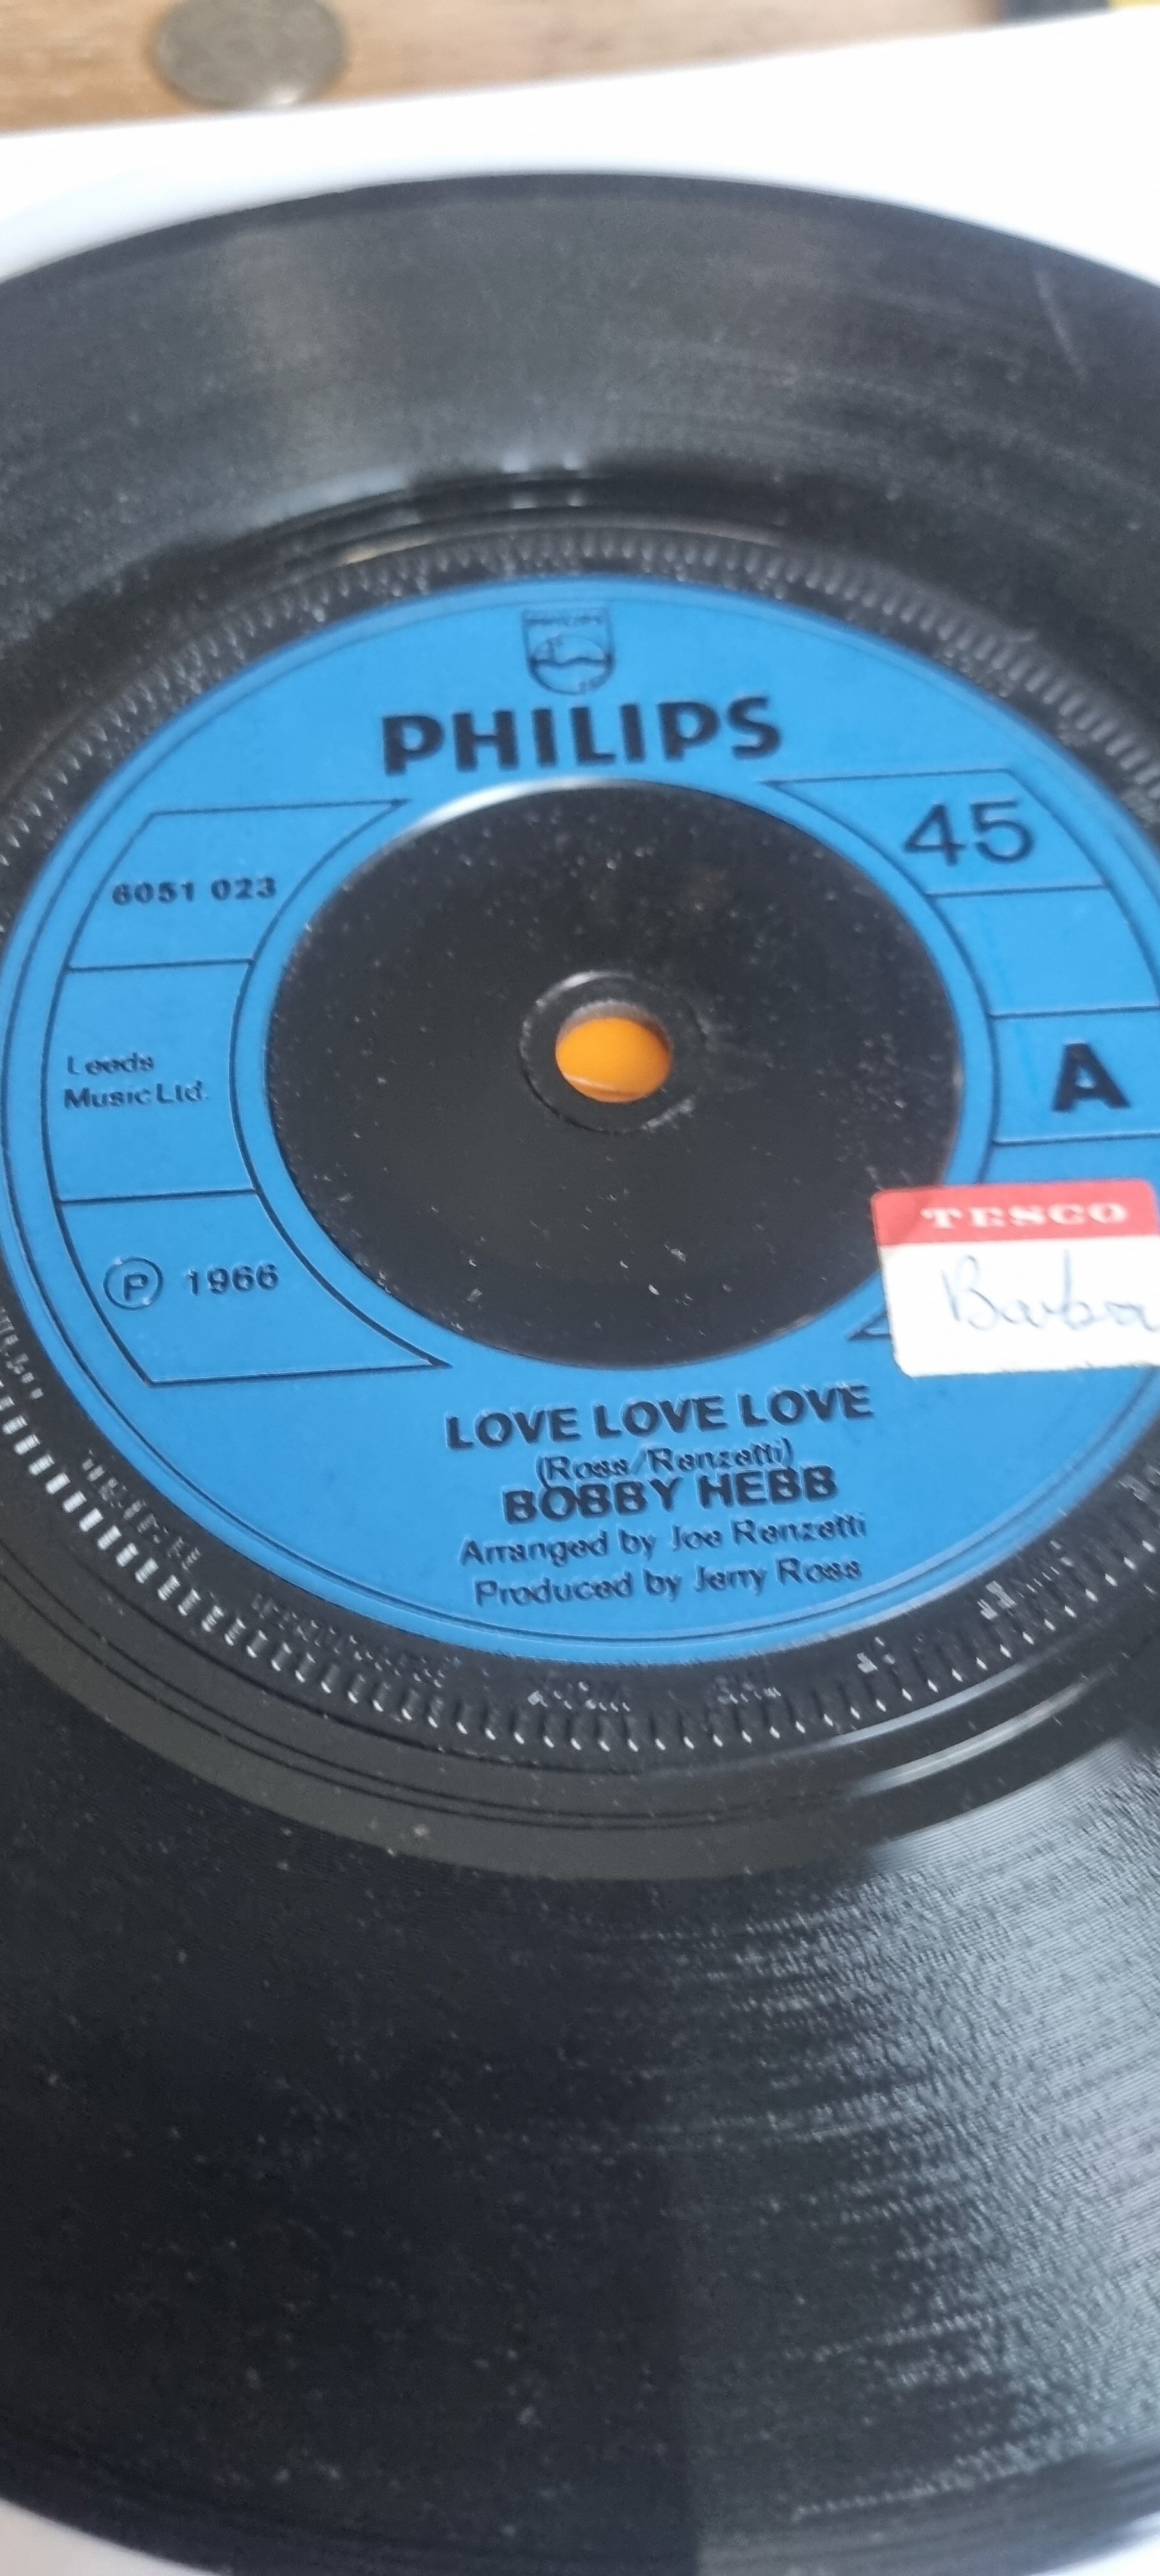 PHILIPS
PHILIPS
45
6051 023
Leeds
Music Ltd.
A
Ⓟ 1966
TESCO
LOVE LOVE LOVE
(Ross/Renzetti)
BOBBY HEBB
Arranged by Joe Renzetti
Produced by Jerry Ross